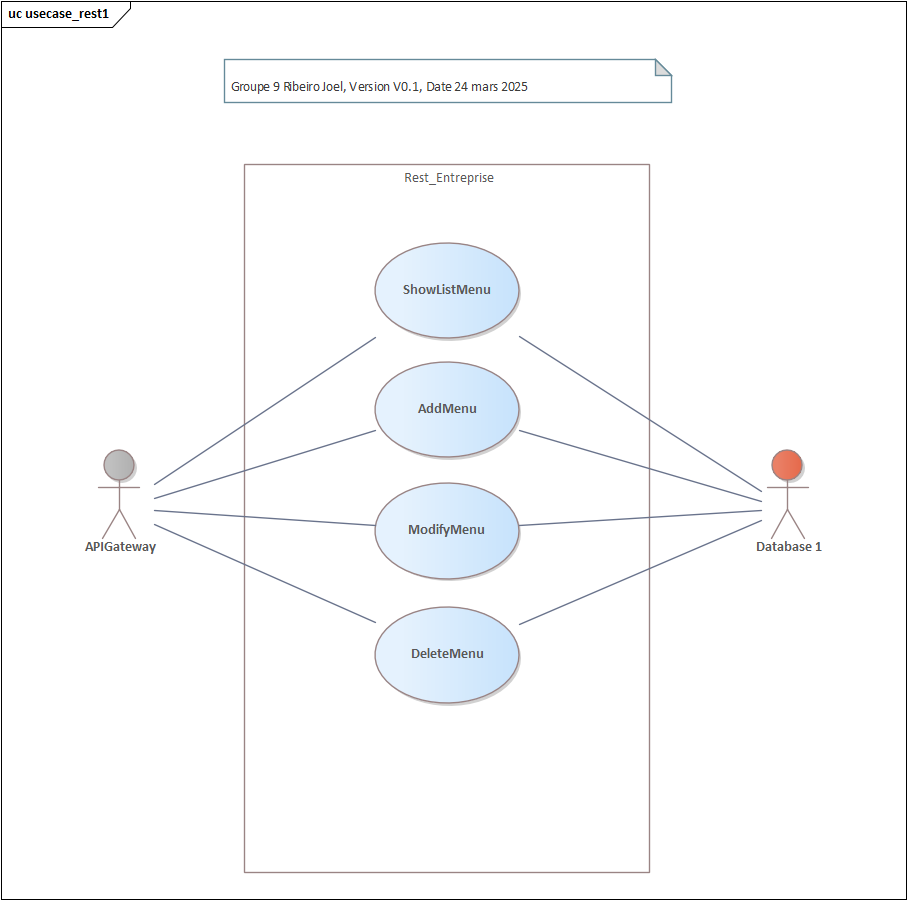 uc usecase_rest1
Groupe 9 Ribeiro Joel, Version V0.1, Date 24 mars 2025
Rest_Entreprise
ShowListMenu
AddMenu
ModifyMenu
APIGateway
Database 1
DeleteMenu